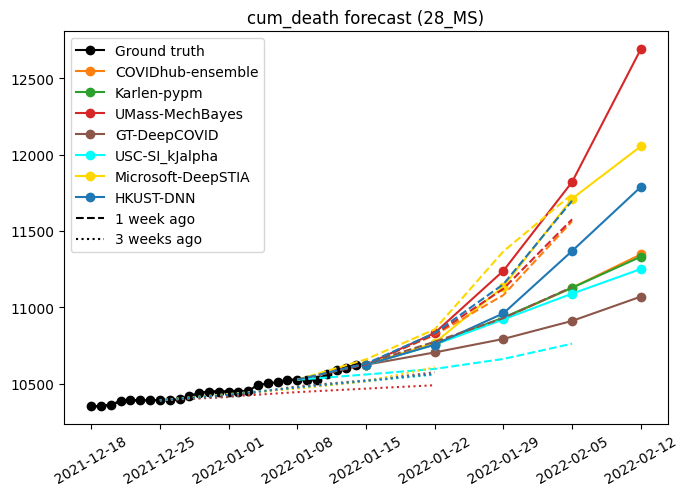 cum_death forecast (28_MS)
12500
12000
11500
11000
10500
Ground truth
COVIDhub-ensemble
Karlen-pypm
UMass-MechBayes
GT-DeepCOVID
USC-SI_kJalpha
Microsoft-DeepSTIA
HKUST-DNN
1 week ago
3 weeks ago
2021-12-18
2021-12-25
2022-01-01
2022-01-08
2022-01-15
2022-01-22
2022-01-29
2022-02-05
2022-02-12